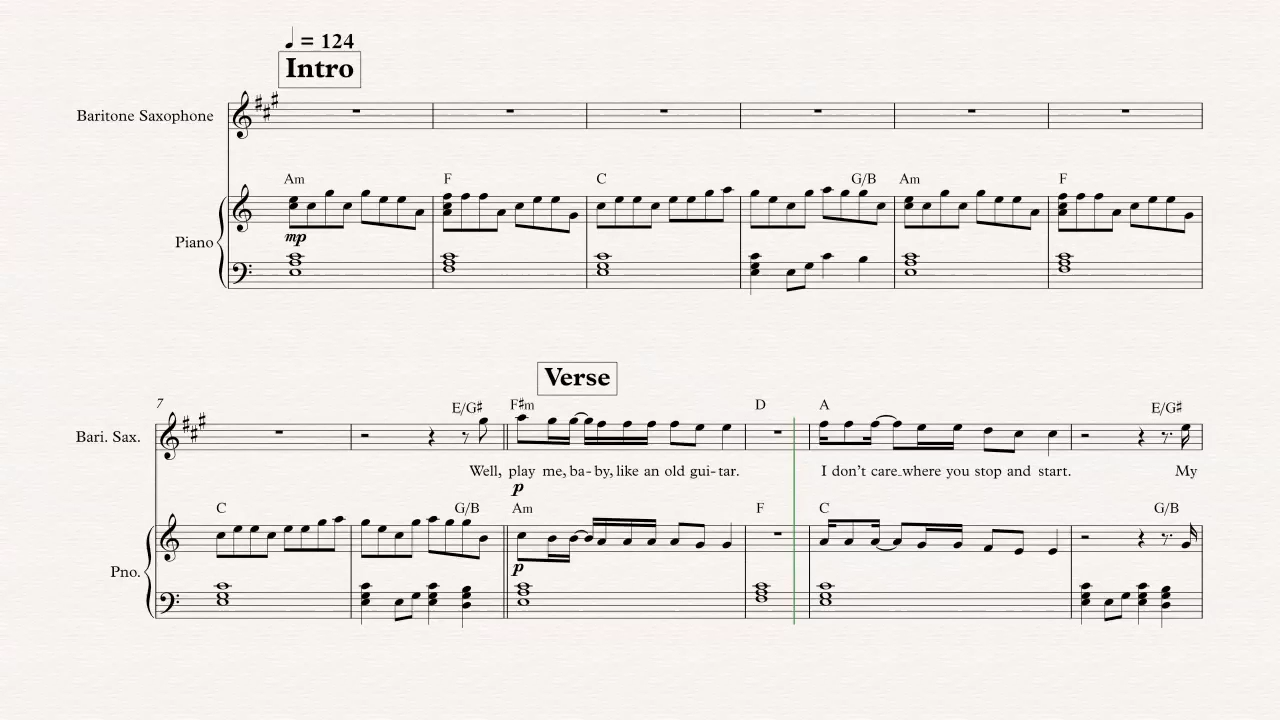 ♩ = 124
Intro
Baritone Saxophone
Am F C G/B Am F
mp
Piano
Verse
7
E/G# F#m D A E/G#
Bari. Sax.
Well, play me, ba- by, like an old gui- tar. I don't care where you stop and start. My
p
C G/B Am F C G/B
p
Pno.